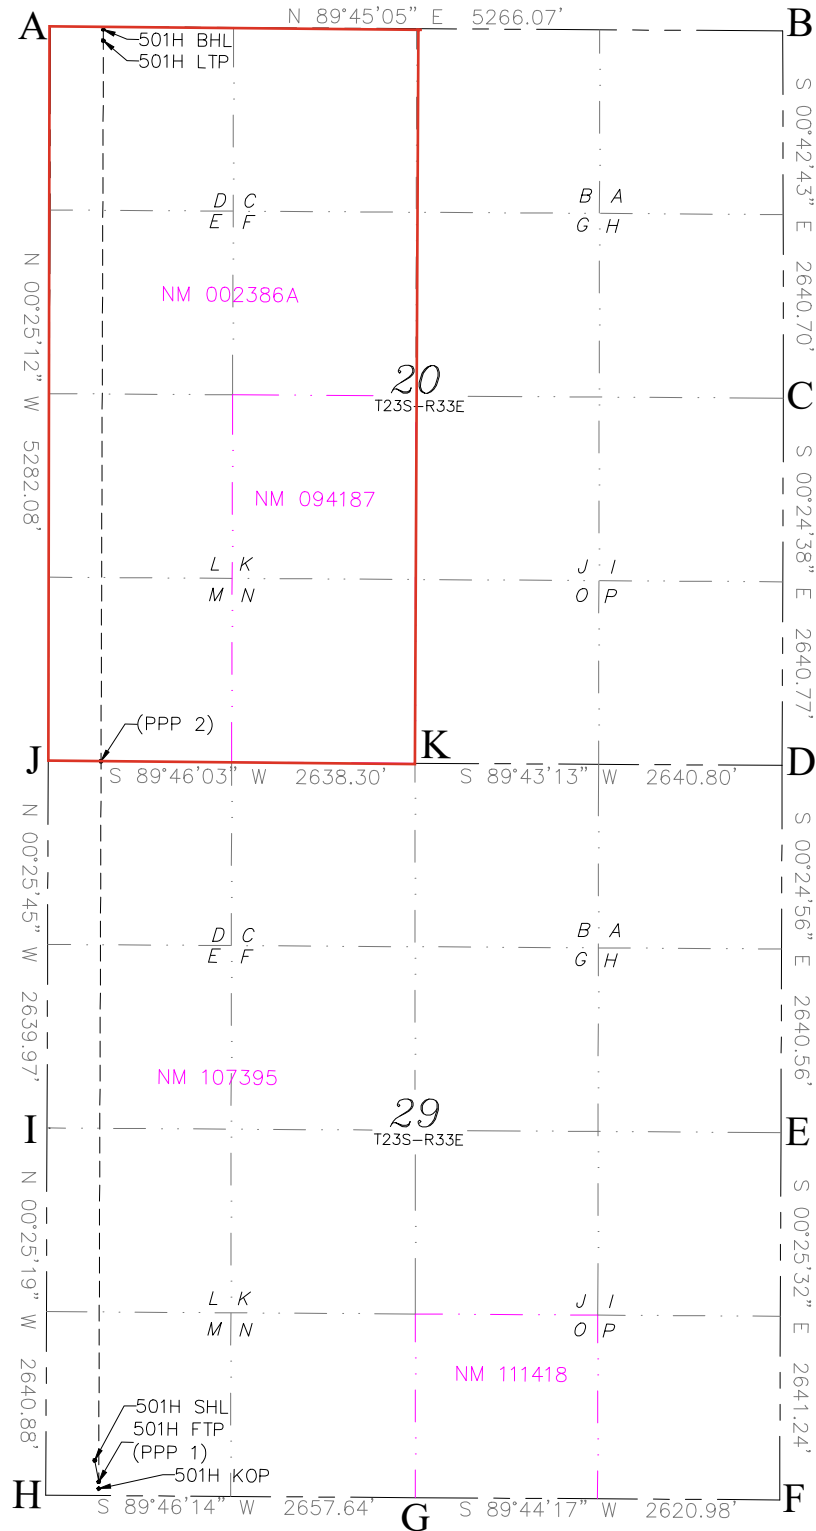 A
N 89°45'05" E 5266.07'
B
501H BHL
501H LTP
S 00°42'43" E 2640.70'
D C
E F
B A
G H
N 00°25'12" W 5282.08'
NM 002386A
20
T23S-R33E
C
NM 094187
S 00°24'38" E 2640.77'
L K
M N
J I
O P
(PPP 2)
J
K
D
S 89°46'03" W 2638.30'
S 89°43'13" W 2640.80'
N 00°25'45" W 2639.97'
S 00°24'56" E 2640.56'
D C
E F
B A
G H
NM 107395
29
T23S-R33E
I
E
N 00°25'19" W 2640.88'
S 00°25'32" E 2641.24'
L K
M N
J I
O P
NM 111418
501H SHL
501H FTP
(PPP 1)
501H KOP
H
S 89°46'14" W 2657.64'
G
S 89°44'17" W 2620.98'
F